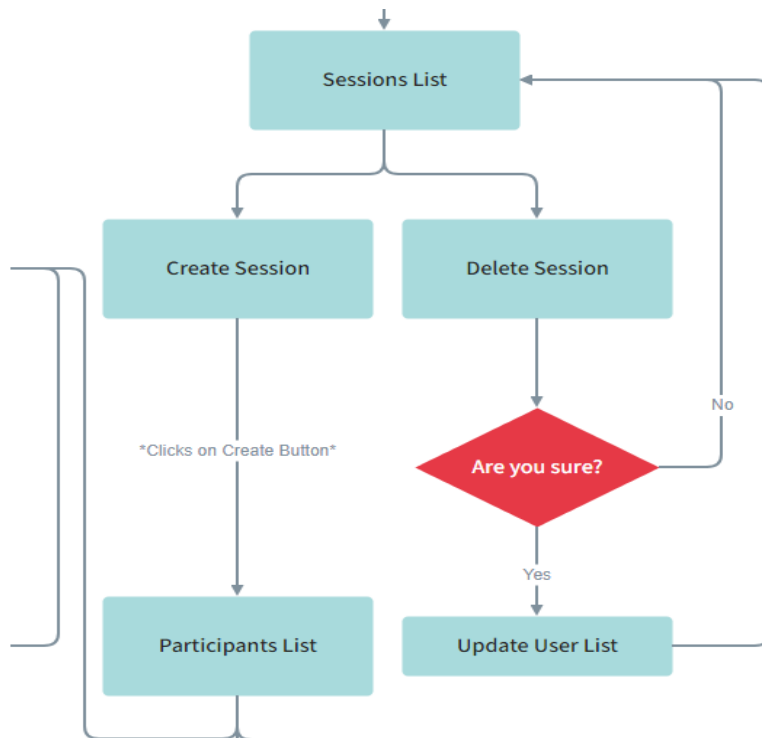 Sessions List
Create Session
Delete Session
No
*Clicks on Create Button*
Are you sure?
Yes
Participants List
Update User List